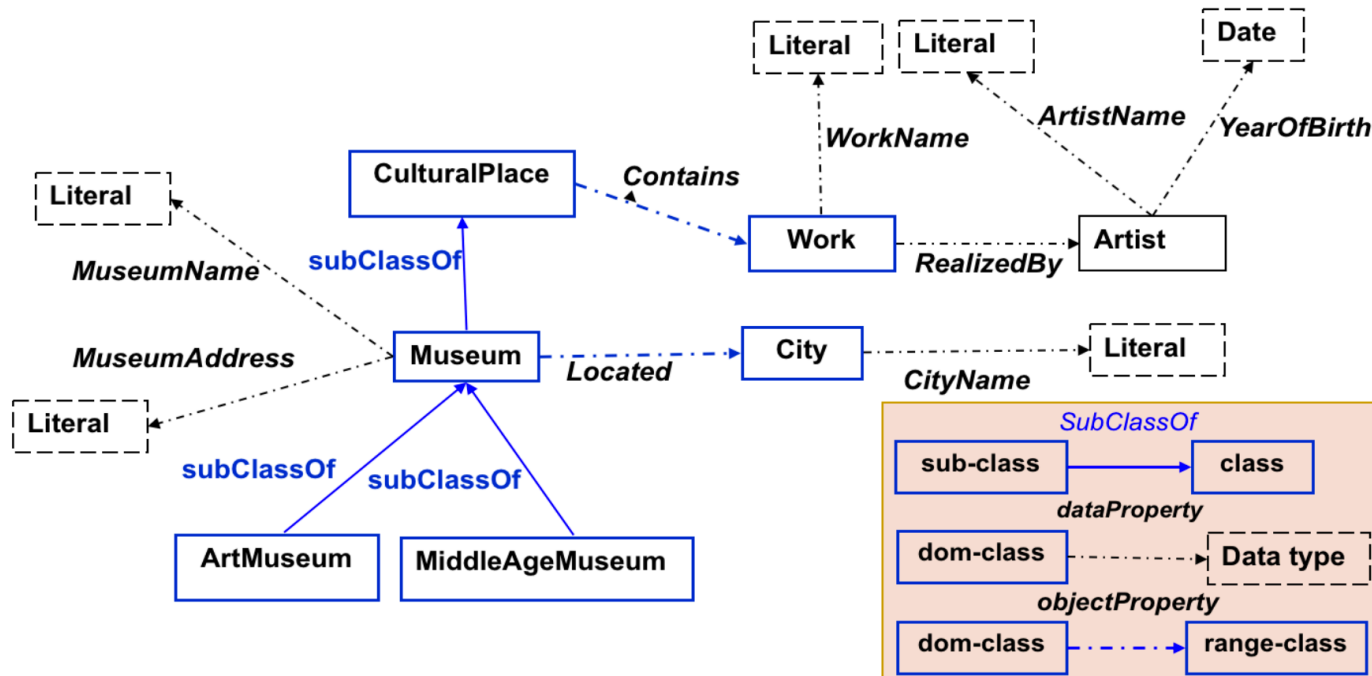 Literal
Literal
Date
WorkName
ArtistName
YearOfBirth
CulturalPlace
Contains
Literal
Work
RealizedBy
Artist
MuseumName
subClassOf
MuseumAddress
Museum
Located
City
CityName
Literal
Literal
subClassOf
subClassOf
ArtMuseum
MiddleAgeMuseum
SubClassOf
sub-class
class
dataProperty
dom-class
Data type
objectProperty
dom-class
range-class